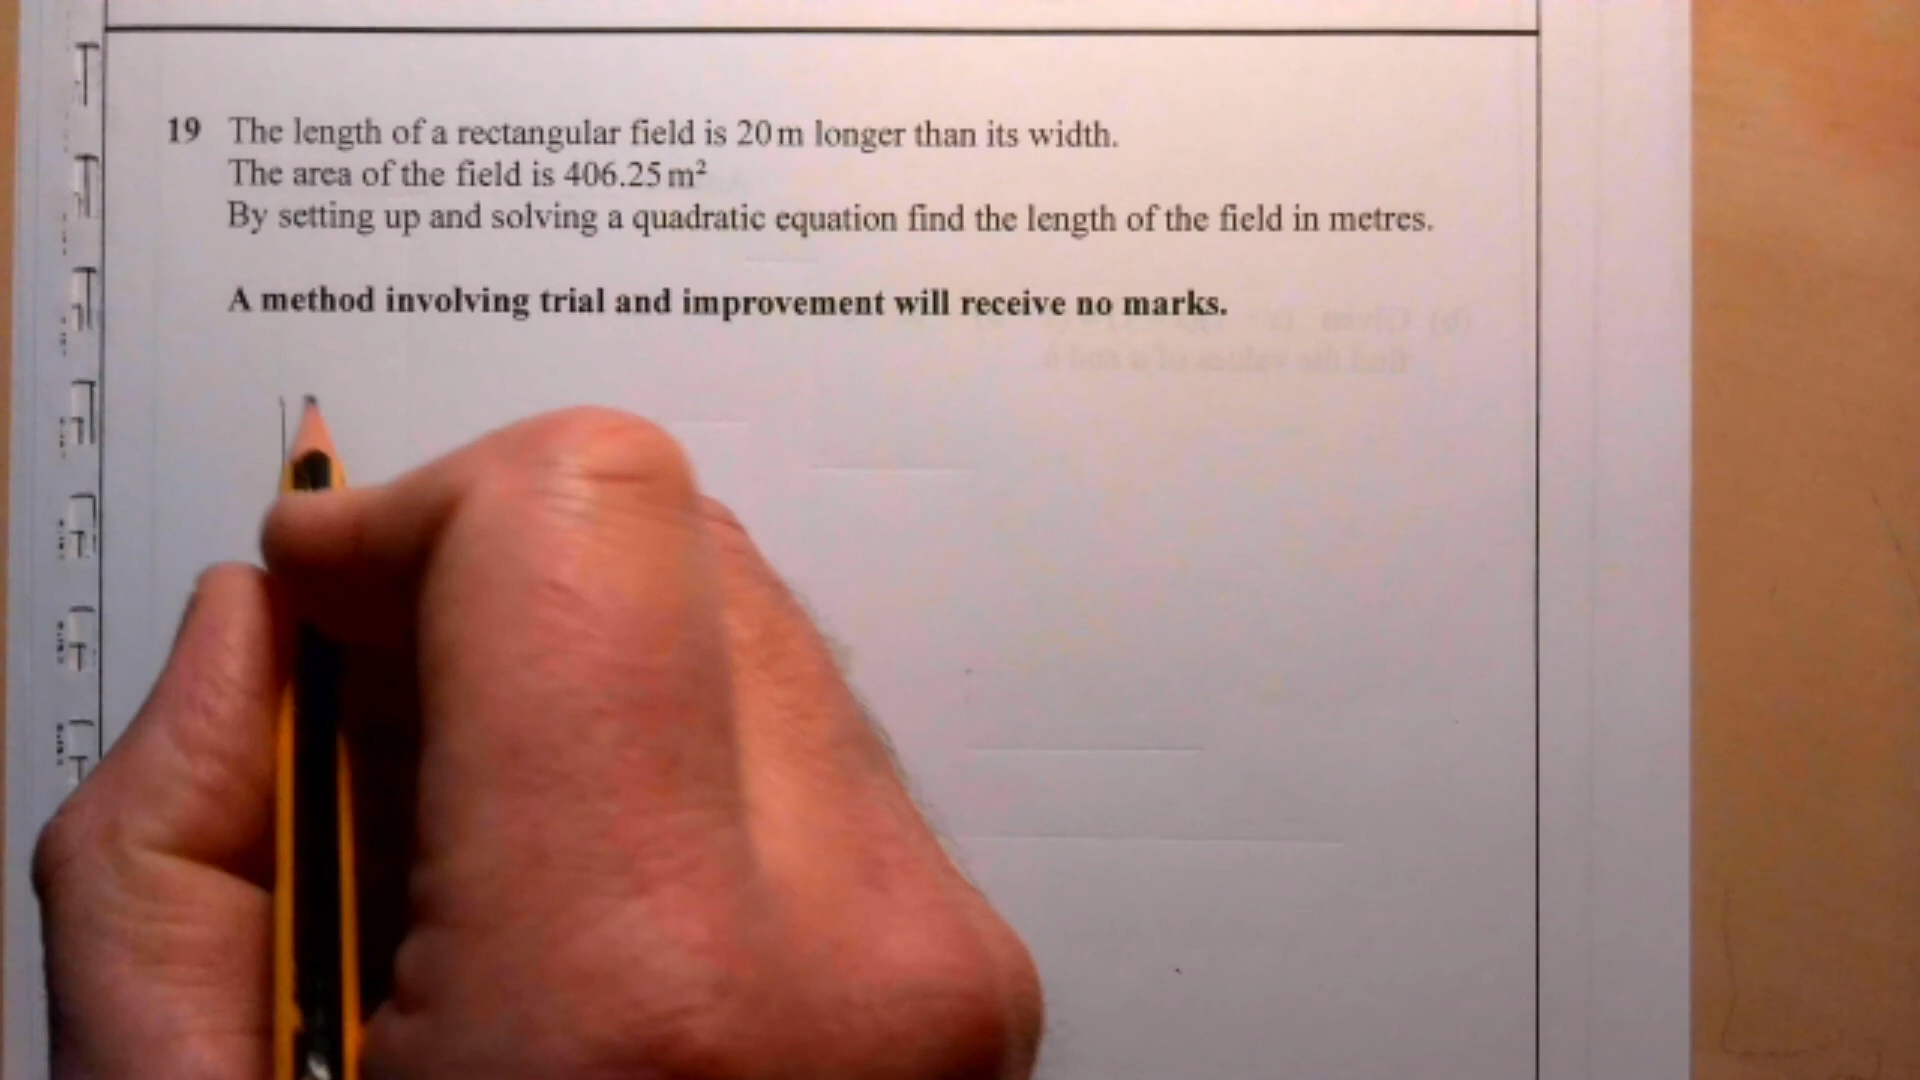 19 The length of a rectangular field is 20 m longer than its width.
The area of the field is 406.25 m²
By setting up and solving a quadratic equation find the length of the field in metres.
A method involving trial and improvement will receive no marks.